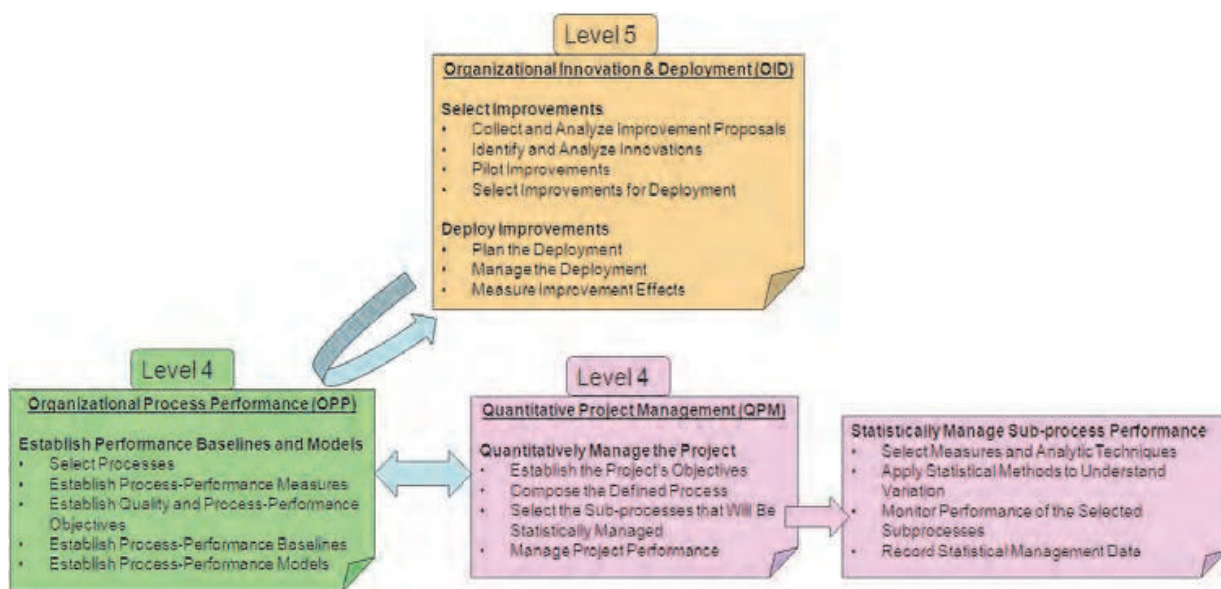 Level 5
Organizational Innovation & Deployment (OID)
Select Improvements
• Collect and Analyze Improvement Proposals
• Identify and Analyze Innovations
• Pilot Improvements
• Select Improvements for Deployment
Deploy Improvements
• Plan the Deployment
• Manage the Deployment
• Measure Improvement Effects
Level 4
Organizational Process Performance (OPP)
Establish Performance Baselines and Models
• Select Processes
• Establish Process-Performance Measures
• Establish Quality and Process-Performance
Objectives
• Establish Process-Performance Baselines
• Establish Process-Performance Models
Level 4
Quantitative Project Management (QPM)
Quantitatively Manage the Project
• Establish the Project's Objectives
• Compose the Defined Process
• Select the Sub-processes that Will Be
Statistically Managed
• Manage Project Performance
Statistically Manage Sub-process Performance
• Select Measures and Analytic Techniques
• Apply Statistical Methods to Understand
Variation
• Monitor Performance of the Selected
Subprocesses
• Record Statistical Management Data